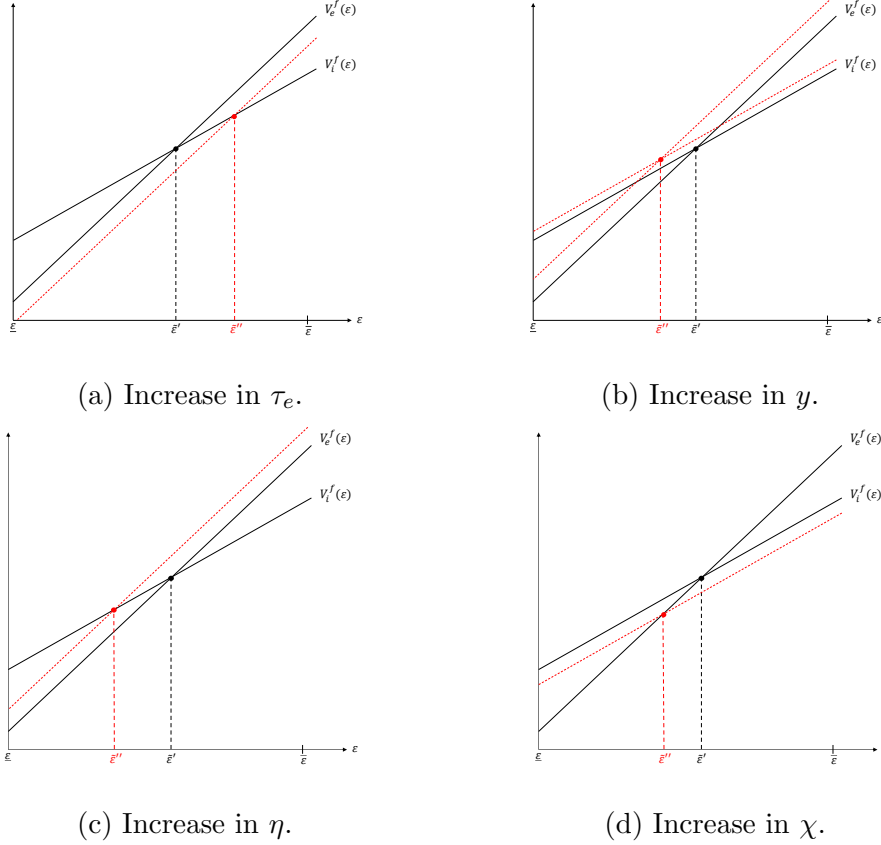 V_e^f(ε)
V_i^f(ε)
ε̲ ε̃′ ε̃″ ε̅ ε
(a) Increase in τ_e.
V_e^f(ε)
V_i^f(ε)
ε̲ ε̃″ ε̃′ ε̅ ε
(b) Increase in y.
V_e^f(ε)
V_i^f(ε)
ε̲ ε̃″ ε̃′ ε̅ ε
(c) Increase in η.
V_e^f(ε)
V_i^f(ε)
ε̲ ε̃″ ε̃′ ε̅ ε
(d) Increase in χ.